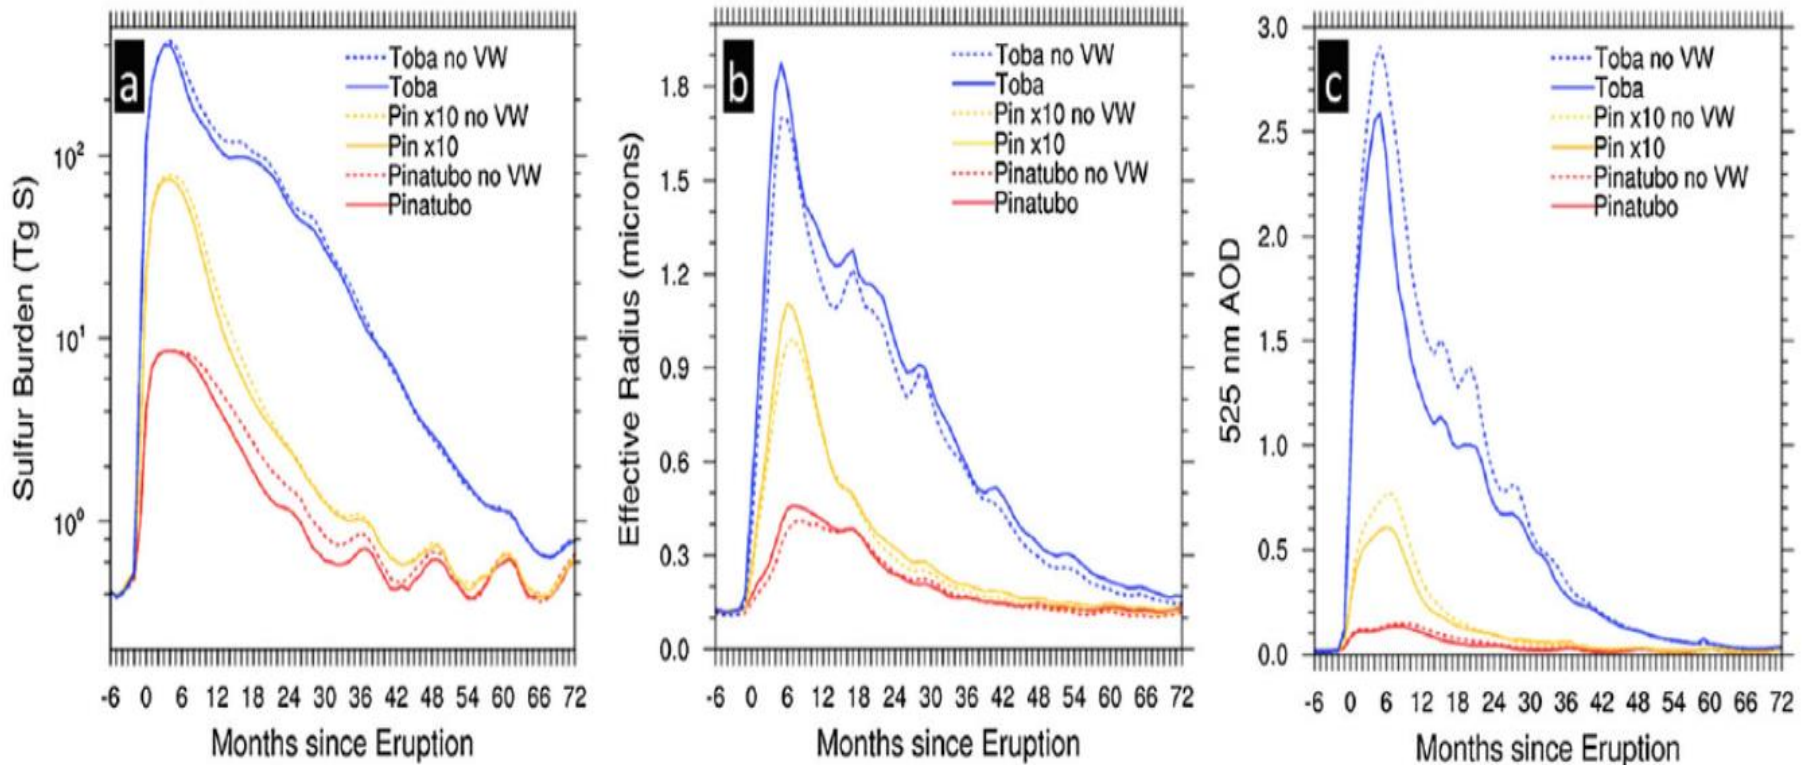 a
Toba no VW
Toba
Pin x10 no VW
Pin x10
Pinatubo no VW
Pinatubo
Sulfur Burden (Tg S)
10²
10¹
10⁰
-6 0 6 12 18 24 30 36 42 48 54 60 66 72
Months since Eruption
b
Toba no VW
Toba
Pin x10 no VW
Pin x10
Pinatubo no VW
Pinatubo
Effective Radius (microns)
1.8
1.5
1.2
0.9
0.6
0.3
0.0
-6 0 6 12 18 24 30 36 42 48 54 60 66 72
Months since Eruption
c
Toba no VW
Toba
Pin x10 no VW
Pin x10
Pinatubo no VW
Pinatubo
525 nm AOD
3.0
2.5
2.0
1.5
1.0
0.5
0.0
-6 0 6 12 18 24 30 36 42 48 54 60 66 72
Months since Eruption